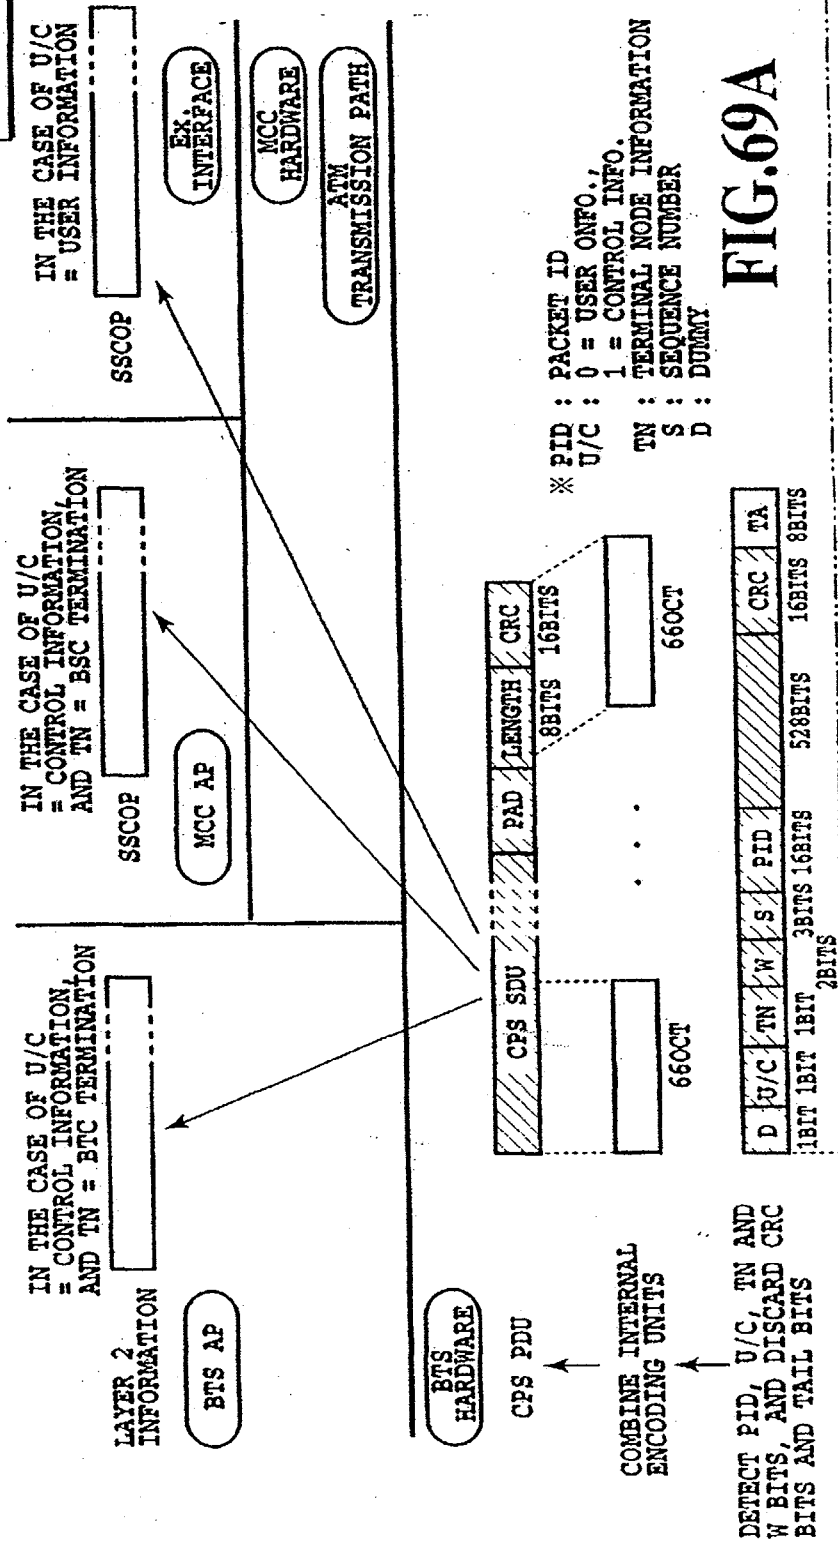 IN THE CASE OF U/C
= CONTROL INFORMATION,
AND TN = BTC TERMINATION
LAYER 2
INFORMATION
BTS AP
IN THE CASE OF U/C
= CONTROL INFORMATION,
AND TN = BSC TERMINATION
SSCOP
MCC AP
IN THE CASE OF U/C
= USER INFORMATION
SSCOP
EX.
INTERFACE
MCC
HARDWARE
ATM
TRANSMISSION PATH
BTS
HARDWARE
CPS PDU
CPS SDU
PAD
LENGTH
CRC
8BITS
16BITS
COMBINE INTERNAL
ENCODING UNITS
66OCT
. . .
66OCT
※ PID : PACKET ID
U/C : 0 = USER ONFO.,
1 = CONTROL INFO.
TN : TERMINAL NODE INFORMATION
S : SEQUENCE NUMBER
D : DUMMY
DETECT PID, U/C, TN AND
W BITS, AND DISCARD CRC
BITS AND TAIL BITS
D
U/C
TN
W
S
PID
CRC
TA
1BIT 1BIT 1BIT
2BITS
3BITS 16BITS
528BITS
16BITS 8BITS
FIG.69A